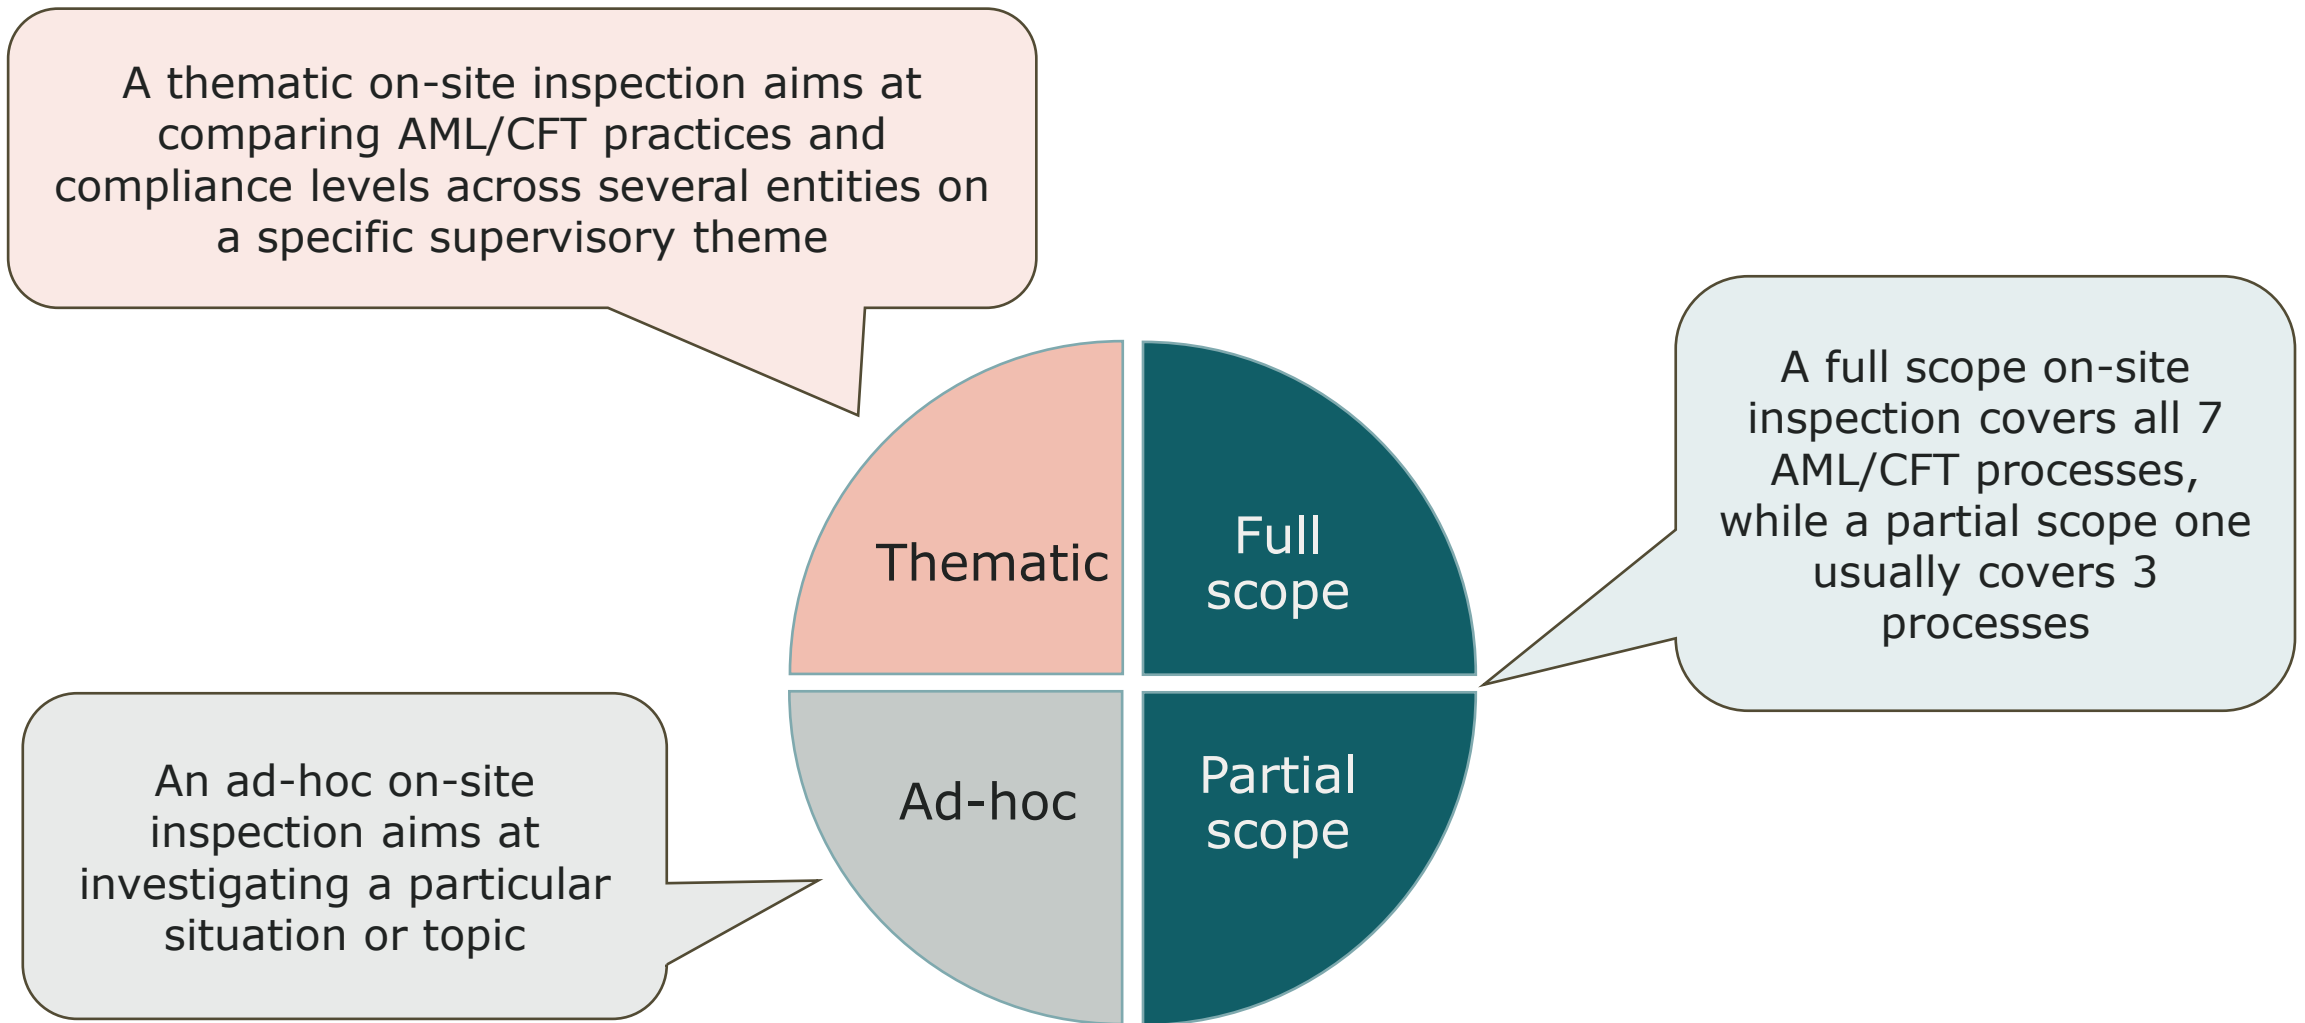 A thematic on-site inspection aims at
comparing AML/CFT practices and
compliance levels across several entities on
a specific supervisory theme
A full scope on-site
inspection covers all 7
AML/CFT processes,
while a partial scope one
usually covers 3
processes
Thematic
Full
scope
Ad-hoc
Partial
scope
An ad-hoc on-site
inspection aims at
investigating a particular
situation or topic